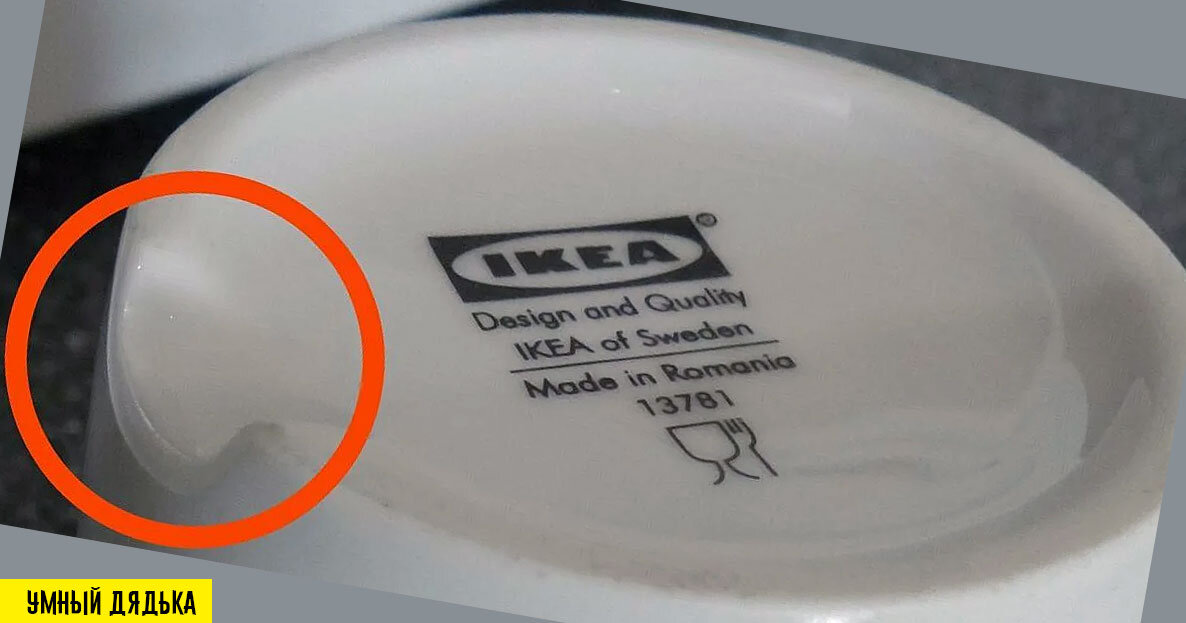 IKEA®
Design and Quality
IKEA of Sweden
Made in Romania
13781
УМНЫЙ ДЯДЬКА